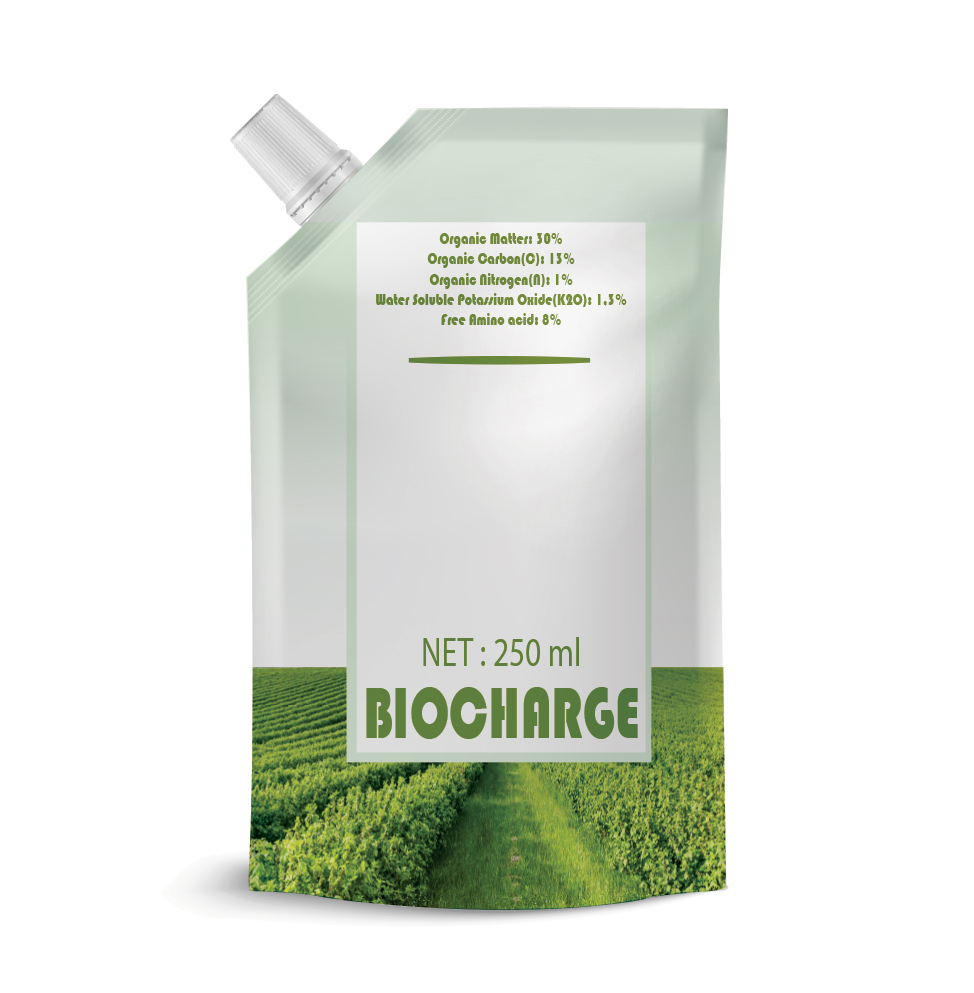 Organic Matter: 30%
Organic Carbon(C): 13%
Organic Nitrogen(N): 1%
Water Soluble Potassium Oxide(K2O): 1,3%
Free Amino acid: 8%
NET : 250 ml
BIOCHARGE